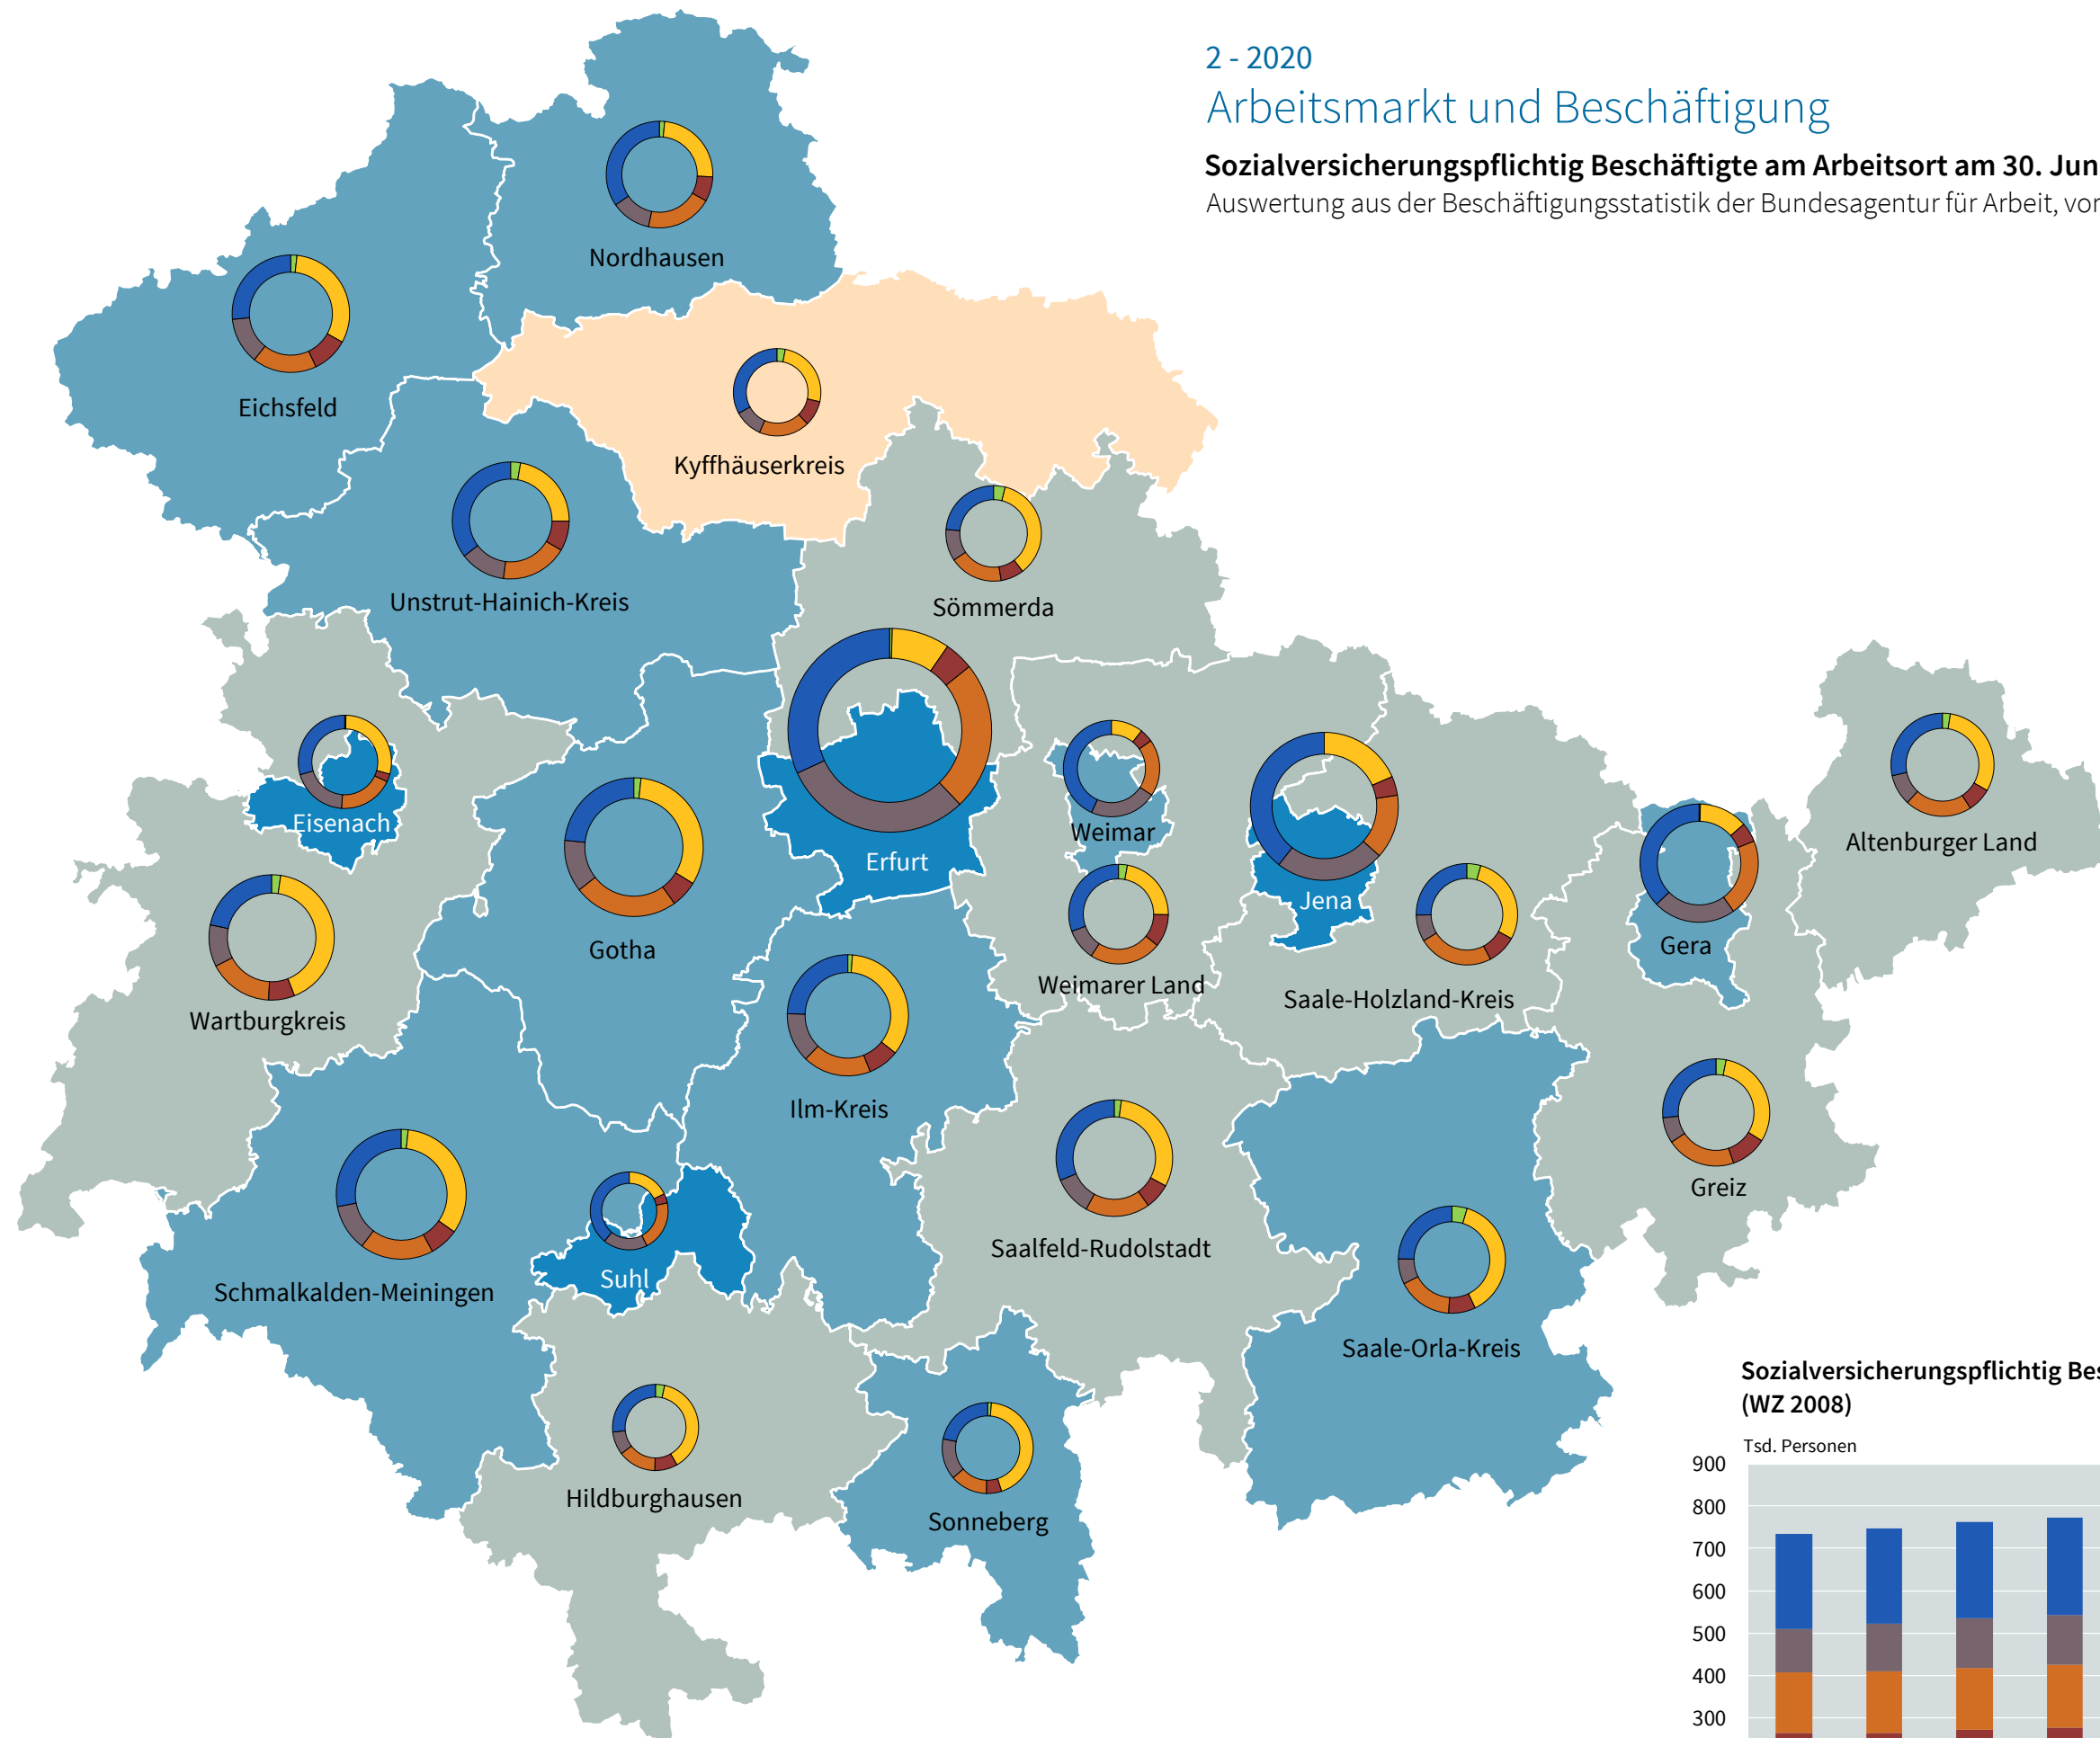 2 - 2020
Arbeitsmarkt und Beschäftigung
Sozialversicherungspflichtig Beschäftigte am Arbeitsort am 30. Jun
Auswertung aus der Beschäftigungsstatistik der Bundesagentur für Arbeit, vor
Nordhausen
Eichsfeld
Kyffhäuserkreis
Unstrut-Hainich-Kreis
Sömmerda
Eisenach
Weimar
Erfurt
Altenburger Land
Jena
Gera
Gotha
Weimarer Land
Saale-Holzland-Kreis
Wartburgkreis
Ilm-Kreis
Greiz
Saalfeld-Rudolstadt
Suhl
Schmalkalden-Meiningen
Saale-Orla-Kreis
Hildburghausen
Sonneberg
Sozialversicherungspflichtig Bes
(WZ 2008)
Tsd. Personen
900
800
700
600
500
400
300